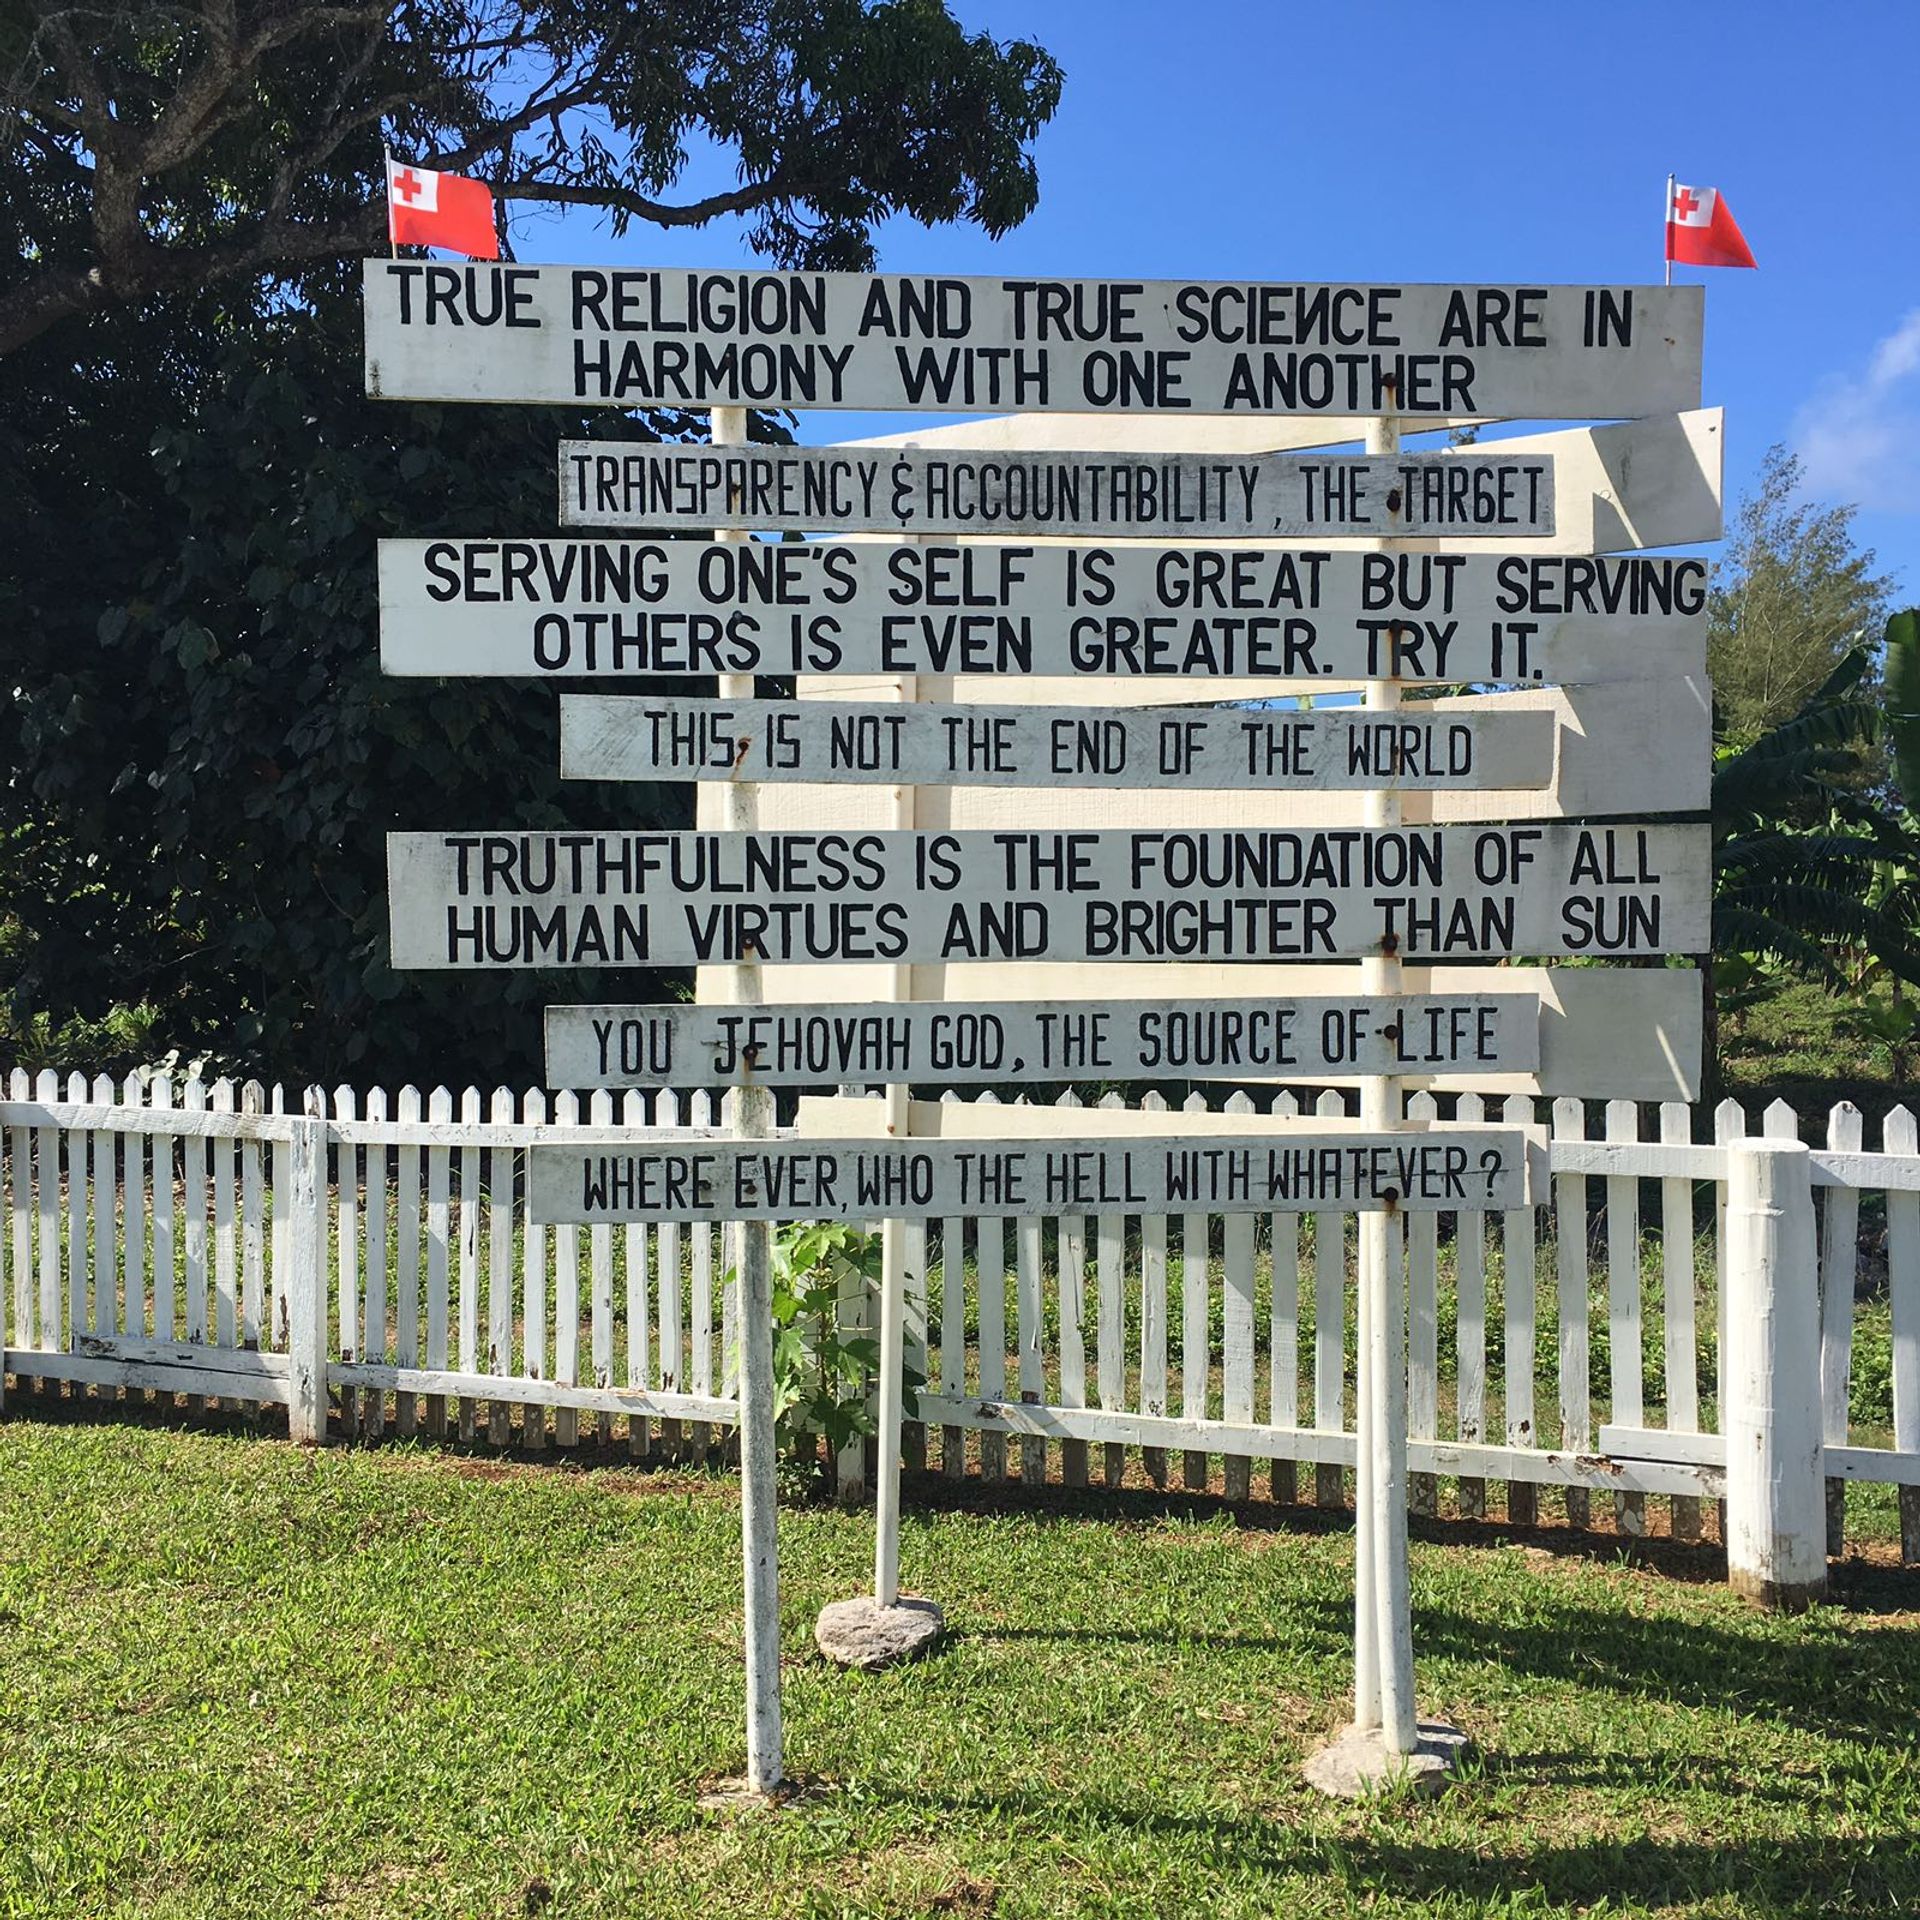 TRUE RELIGION AND TRUE SCIENCE ARE IN
HARMONY WITH ONE ANOTHER
TRANSPARENCY & ACCOUNTABILITY, THE TARGET
SERVING ONE'S SELF IS GREAT BUT SERVING
OTHERS IS EVEN GREATER. TRY IT.
THIS IS NOT THE END OF THE WORLD
TRUTHFULNESS IS THE FOUNDATION OF ALL
HUMAN VIRTUES AND BRIGHTER THAN SUN
YOU JEHOVAH GOD, THE SOURCE OF LIFE
WHERE EVER, WHO THE HELL WITH WHATEVER?